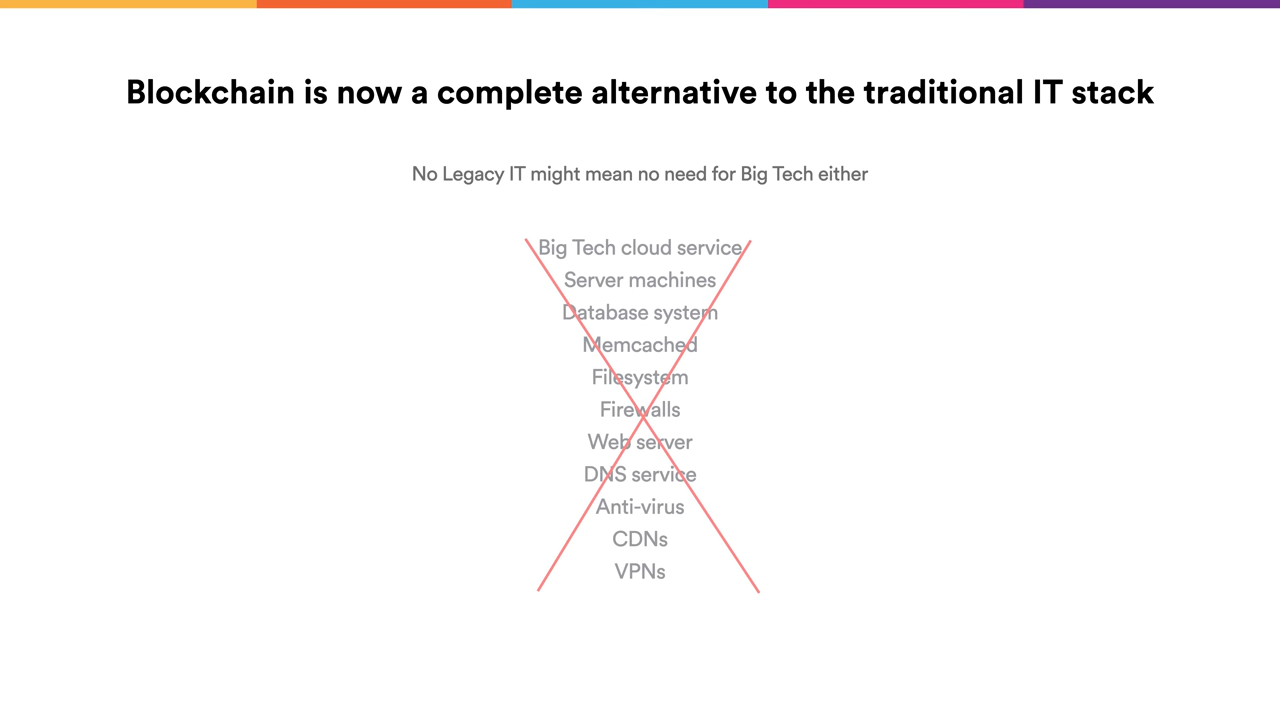 Blockchain is now a complete alternative to the traditional IT stack
No Legacy IT might mean no need for Big Tech either
Big Tech cloud service
Server machines
Database system
Memcached
Filesystem
Firewalls
Web server
DNS service
Anti-virus
CDNs
VPNs